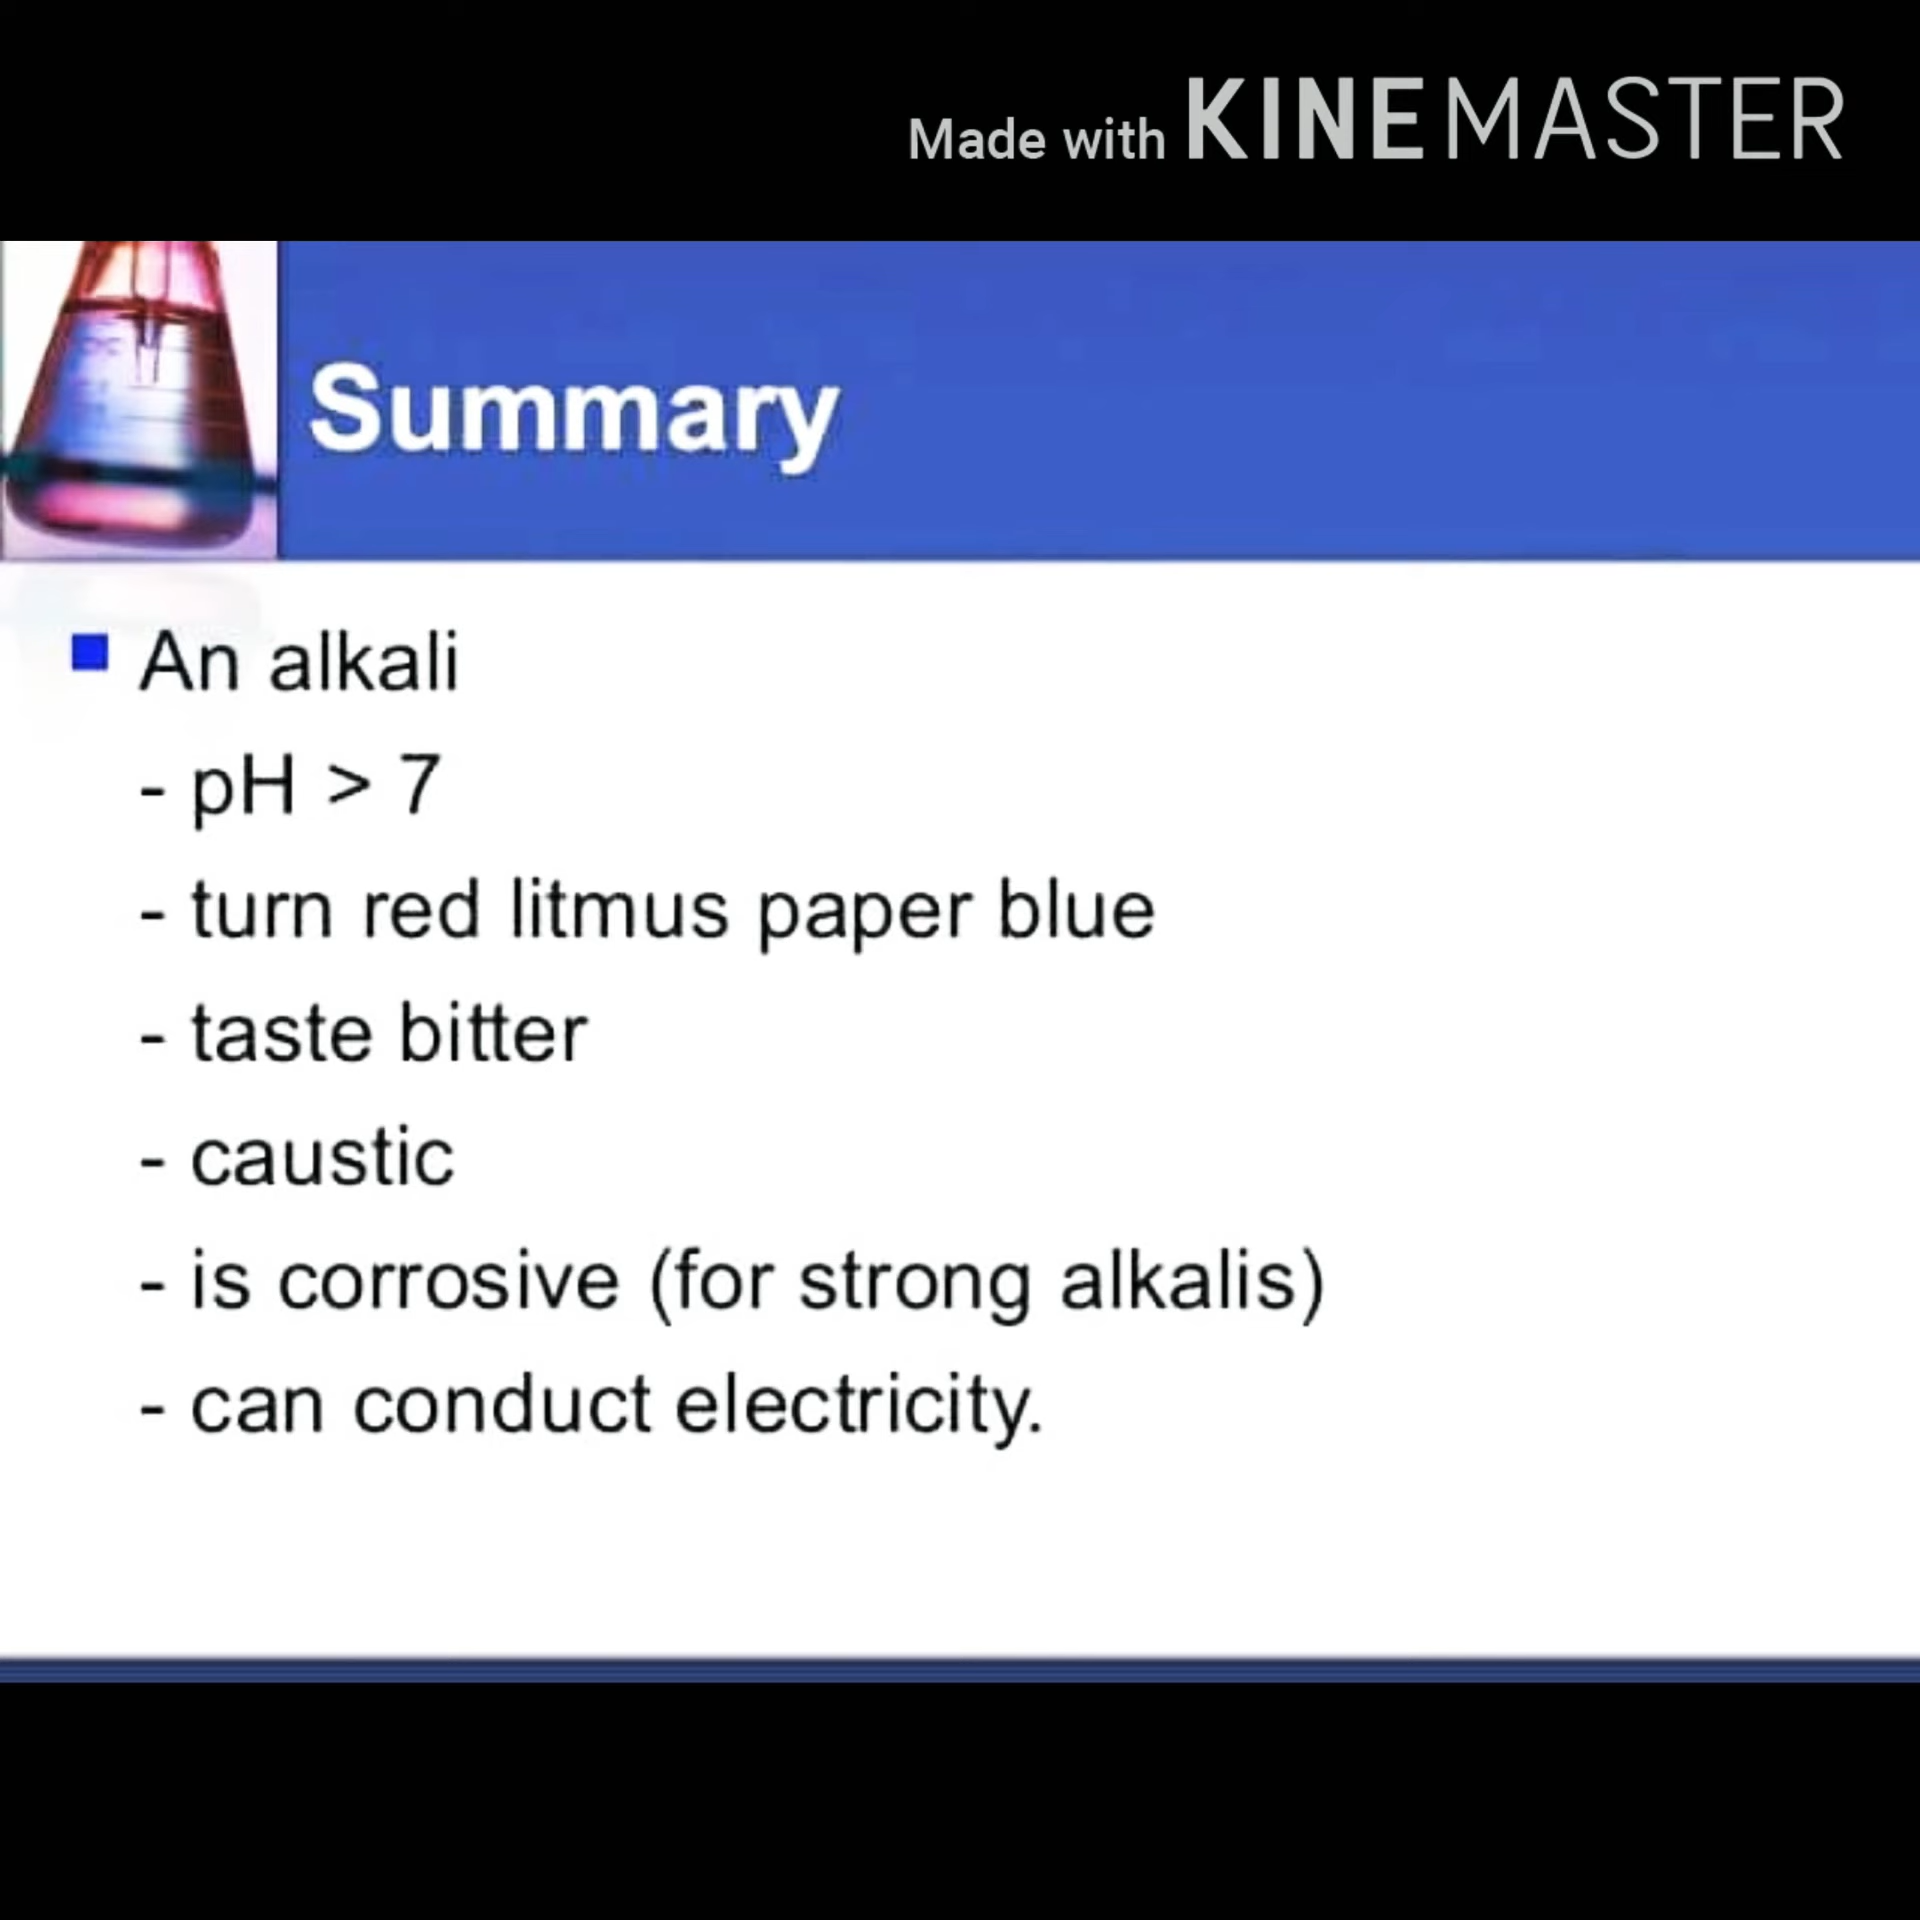 Made with KINEMASTER
Summary
An alkali
- pH > 7
- turn red litmus paper blue
- taste bitter
- caustic
- is corrosive (for strong alkalis)
- can conduct electricity.